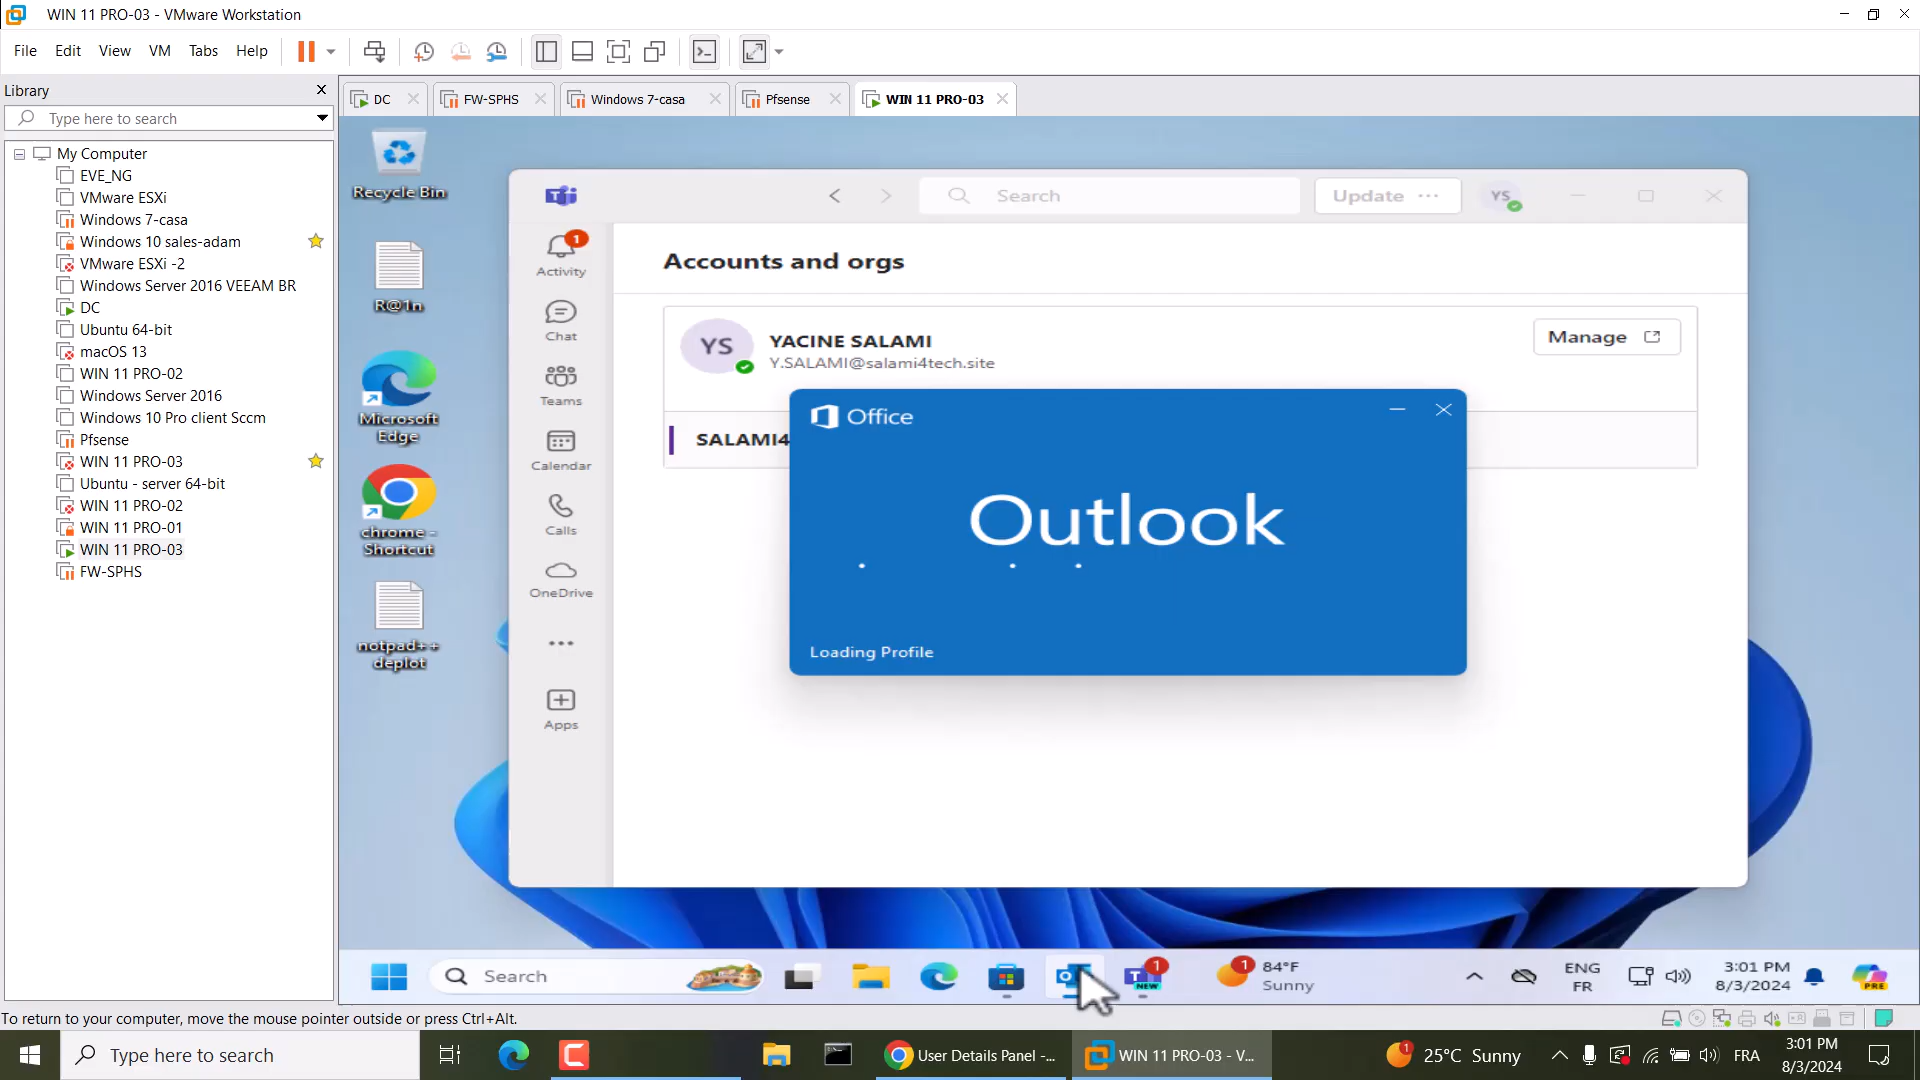 WIN 11 PRO-03 - VMware Workstation
File Edit View VM Tabs Help
Library
Type here to search
My Computer
EVE_NG
VMware ESXi
Windows 7-casa
Windows 10 sales-adam
VMware ESXi -2
Windows Server 2016 VEEAM BR
DC
Ubuntu 64-bit
macOS 13
WIN 11 PRO-02
Windows Server 2016
Windows 10 Pro client Sccm
Pfsense
WIN 11 PRO-03
Ubuntu - server 64-bit
WIN 11 PRO-02
WIN 11 PRO-01
WIN 11 PRO-03
FW-SPHS
DC FW-SPHS Windows 7-casa Pfsense WIN 11 PRO-03
Recycle Bin
R@1n
Microsoft
Edge
chrome -
Shortcut
notpad++
deplot
Search Update YS
1
Activity
Chat
Teams
Calendar
Calls
OneDrive
Apps
Accounts and orgs
YS
YACINE SALAMI
Y.SALAMI@salami4tech.site
Manage
SALAMI4
Office
Outlook
Loading Profile
Search
1
NEW
1
84°F
Sunny
ENG
FR
3:01 PM
8/3/2024
PRE
To return to your computer, move the mouse pointer outside or press Ctrl+Alt.
Type here to search
User Details Panel -...
WIN 11 PRO-03 - V...
1
25°C Sunny
FRA
3:01 PM
8/3/2024